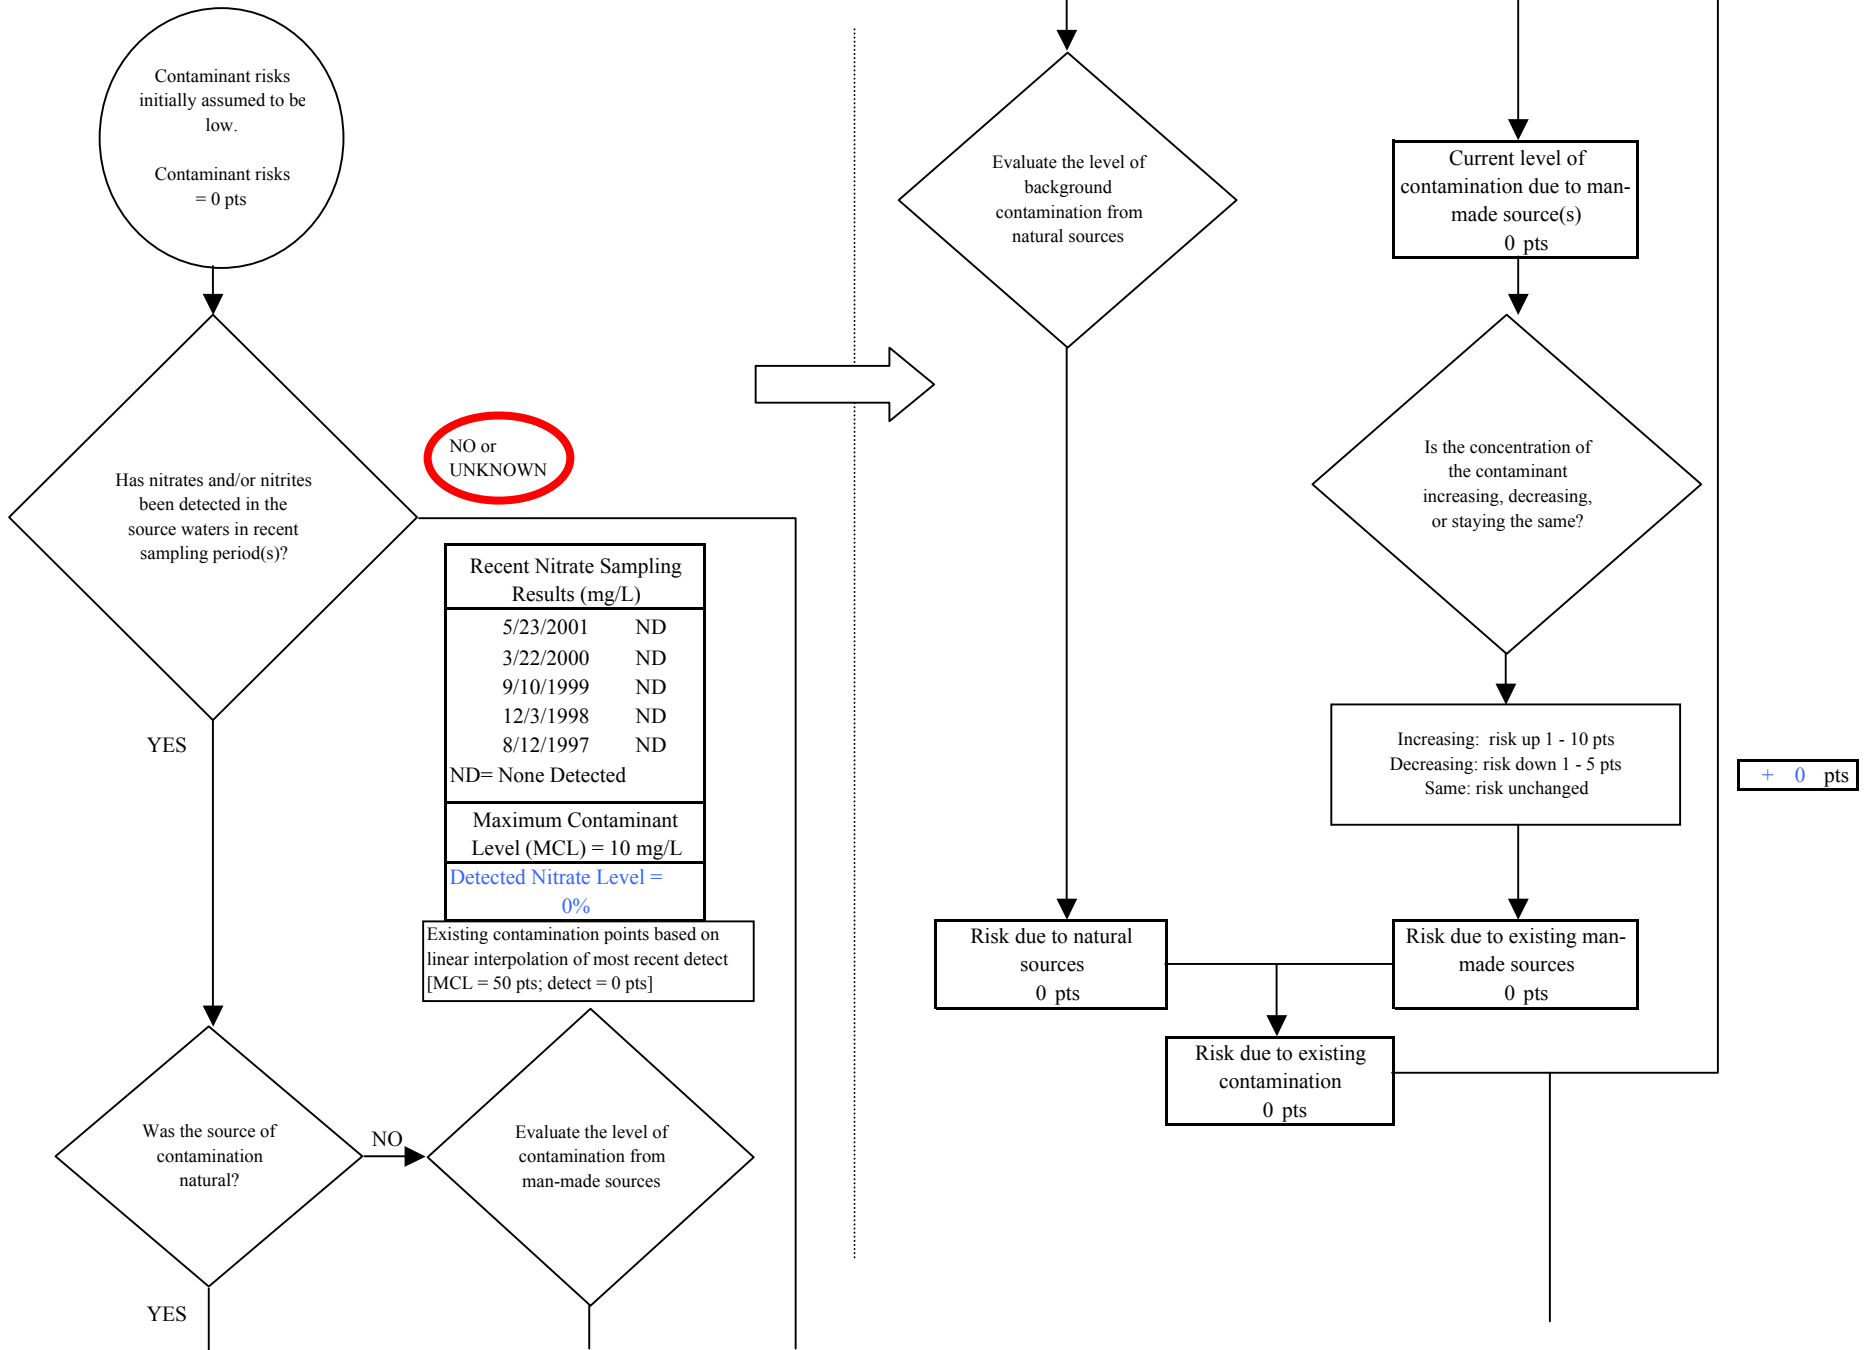 Contaminant risks
initially assumed to be
low.
Contaminant risks
= 0 pts
Has nitrates and/or nitrites
been detected in the
source waters in recent
sampling period(s)?
NO or
UNKNOWN
YES
Recent Nitrate Sampling
Results (mg/L)
5/23/2001 ND
3/22/2000 ND
9/10/1999 ND
12/3/1998 ND
8/12/1997 ND
ND= None Detected
Maximum Contaminant
Level (MCL) = 10 mg/L
Detected Nitrate Level =
0%
Existing contamination points based on
linear interpolation of most recent detect
[MCL = 50 pts; detect = 0 pts]
Was the source of
contamination
natural?
NO
Evaluate the level of
contamination from
man-made sources
YES
Evaluate the level of
background
contamination from
natural sources
Current level of
contamination due to man-
made source(s)
0 pts
Is the concentration of
the contaminant
increasing, decreasing,
or staying the same?
Increasing: risk up 1 - 10 pts
Decreasing: risk down 1 - 5 pts
Same: risk unchanged
+ 0 pts
Risk due to natural
sources
0 pts
Risk due to existing man-
made sources
0 pts
Risk due to existing
contamination
0 pts